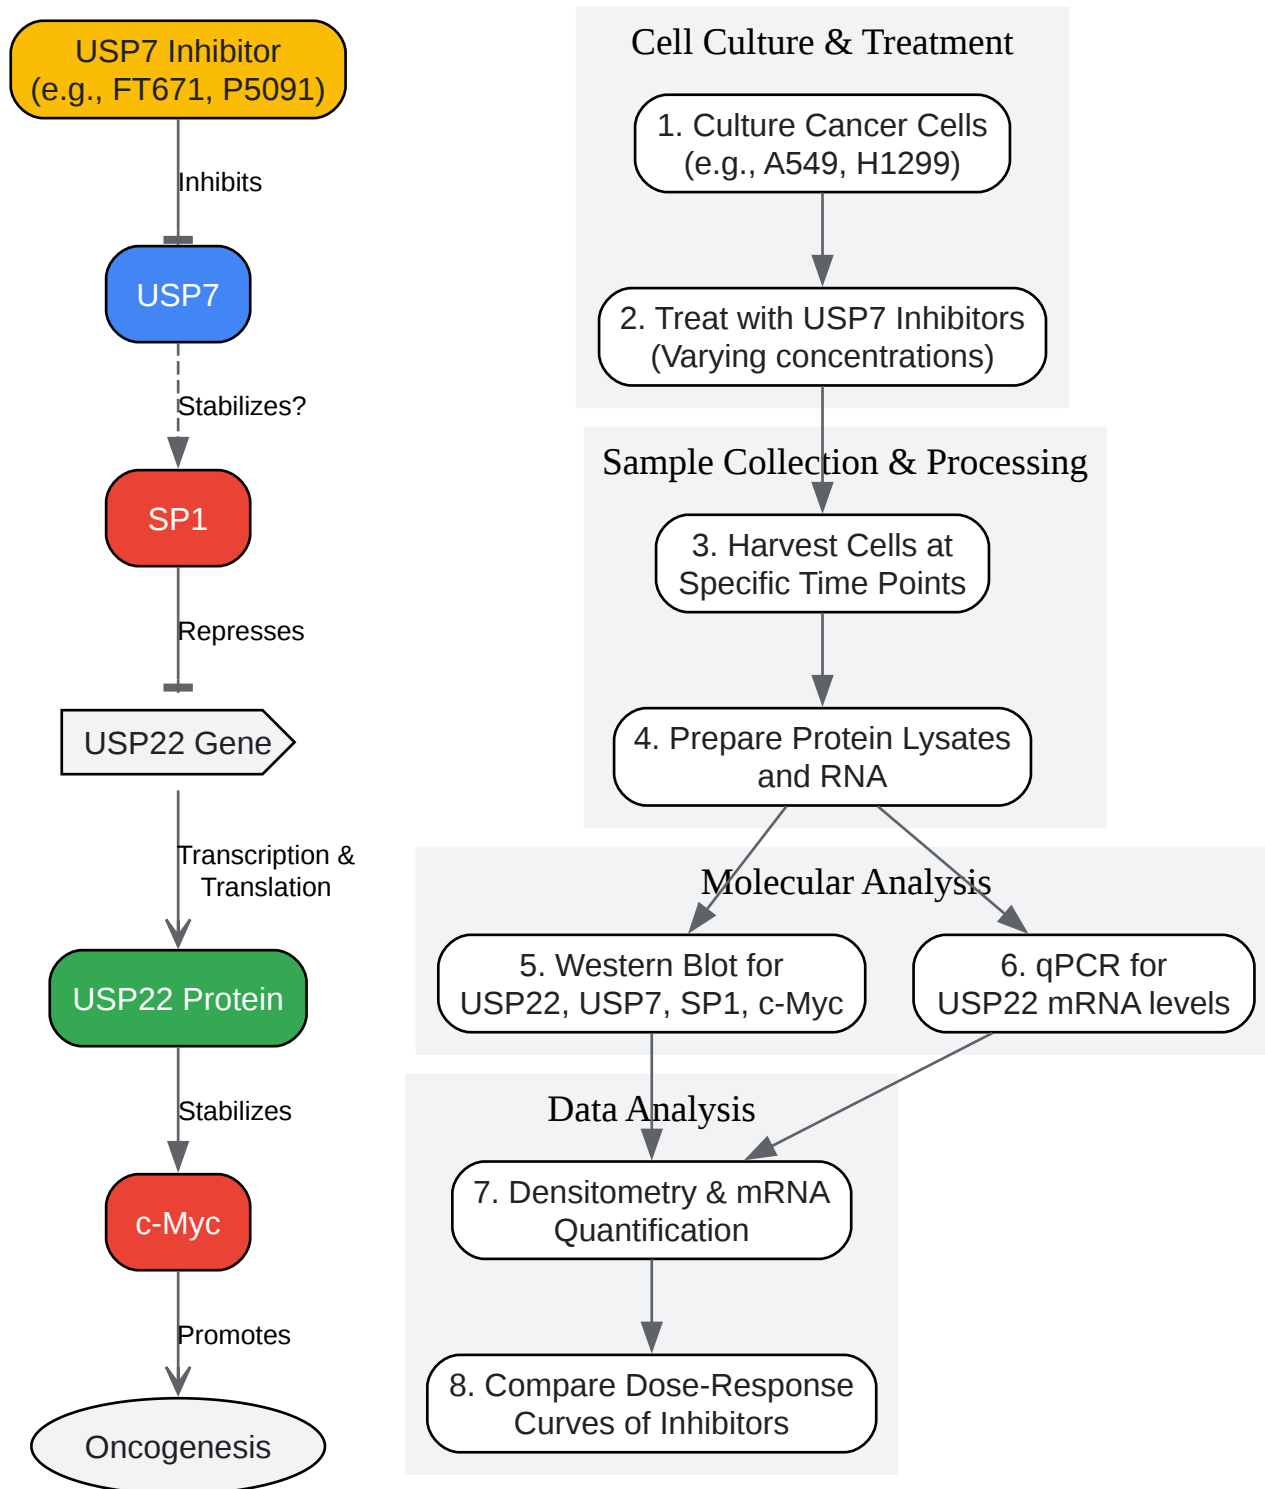 USP7 Inhibitor
(e.g., FT671, P5091)
Inhibits
USP7
Stabilizes?
SP1
Represses
USP22 Gene
Transcription &
Translation
USP22 Protein
Stabilizes
c-Myc
Promotes
Oncogenesis
Cell Culture & Treatment
1. Culture Cancer Cells
(e.g., A549, H1299)
2. Treat with USP7 Inhibitors
(Varying concentrations)
Sample Collection & Processing
3. Harvest Cells at
Specific Time Points
4. Prepare Protein Lysates
and RNA
Molecular Analysis
5. Western Blot for
USP22, USP7, SP1, c-Myc
6. qPCR for
USP22 mRNA levels
Data Analysis
7. Densitometry & mRNA
Quantification
8. Compare Dose-Response
Curves of Inhibitors